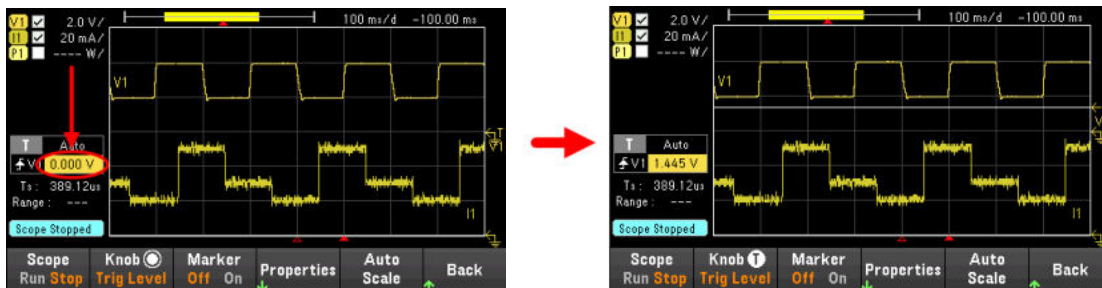 V1 2.0 V/ 100 ms/d -100.00 ms
I1 20 mA/
P1 ---- W/
V1
T Auto
V1 0.000 V
T
Ts: 389.12us
Range: ---
I1
Scope Stopped
Scope Knob Marker Properties Auto Back
Run Stop Trig Level Off On Scale
V1 2.0 V/ 100 ms/d -100.00 ms
I1 20 mA/
P1 ---- W/
V1
T Auto
V1 1.445 V
Ts: 389.12us
Range: ---
I1
Scope Stopped
Scope Knob T Marker Properties Auto Back
Run Stop Trig Level Off On Scale